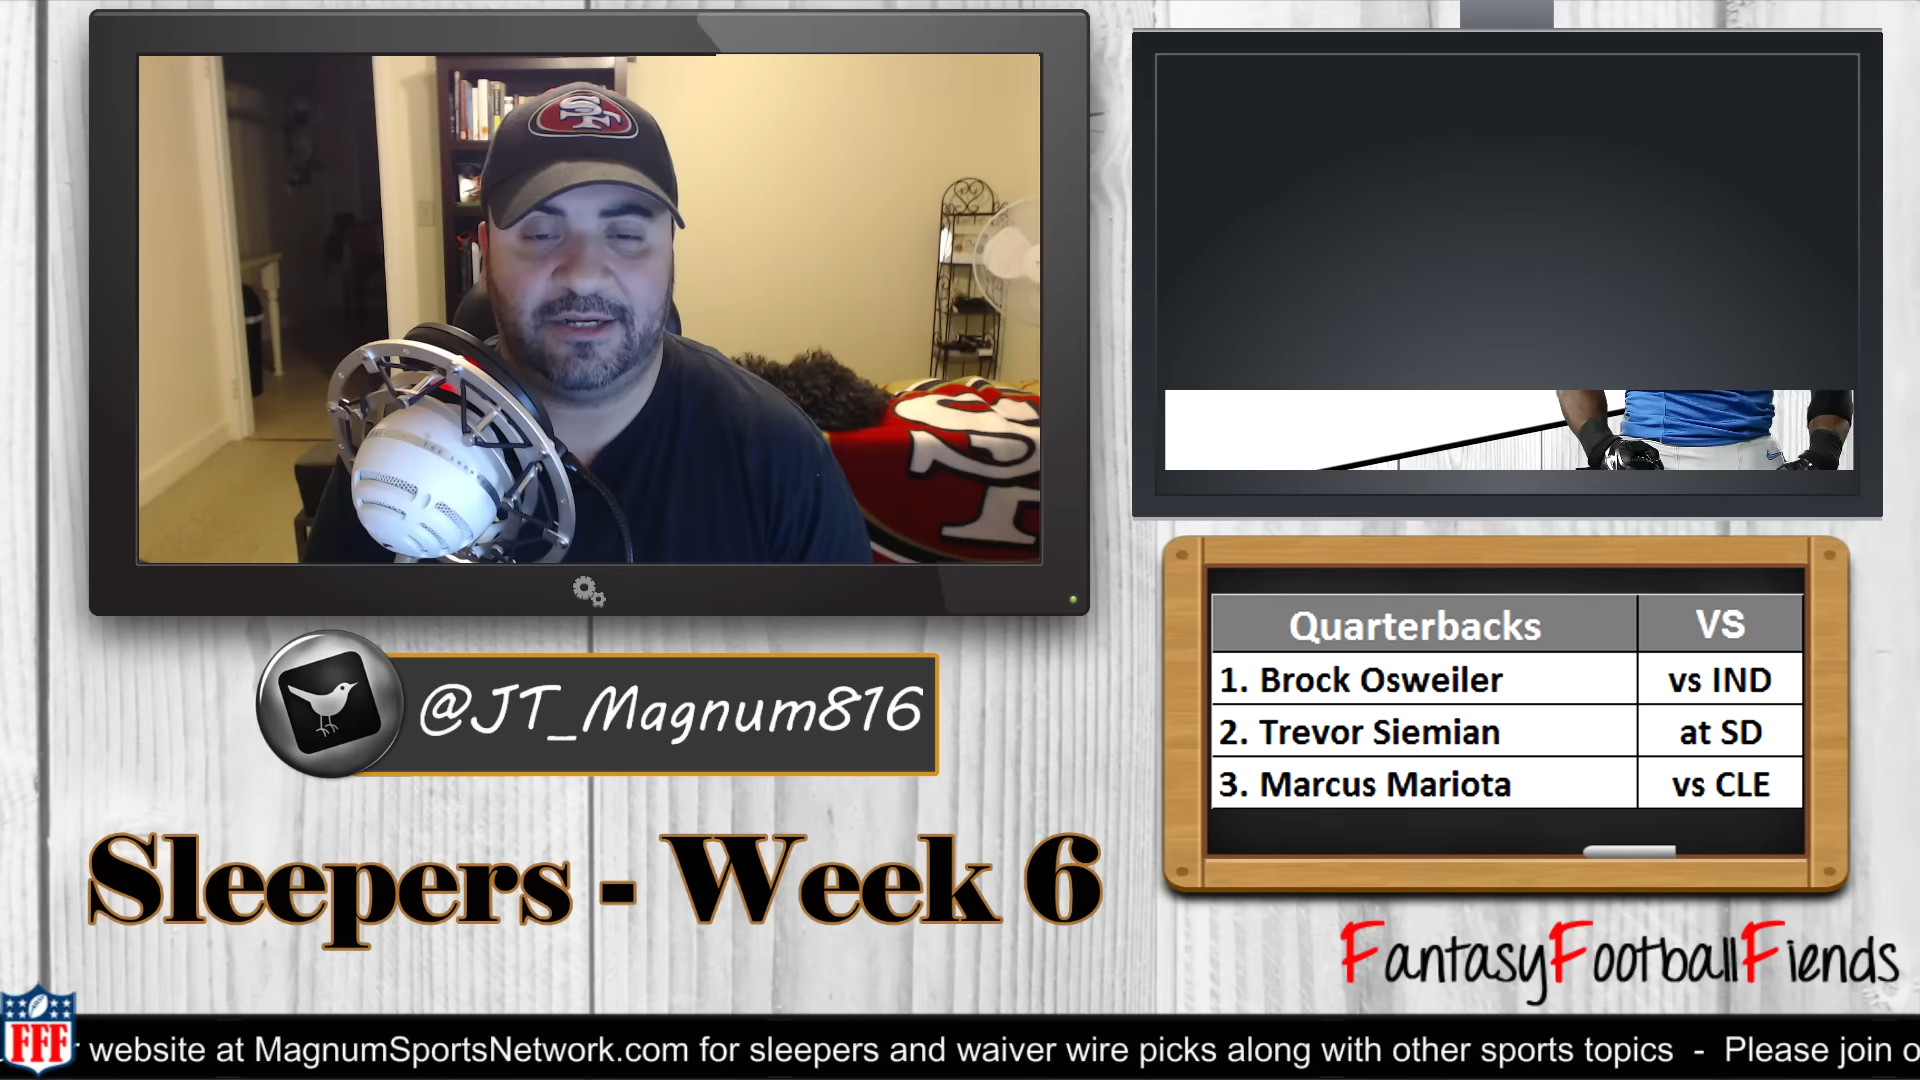 SF
SF
@JT_Magnum816
Sleepers - Week 6
Quarterbacks VS
1. Brock Osweiler vs IND
2. Trevor Siemian at SD
3. Marcus Mariota vs CLE
FantasyFootballFiends
FFF
website at MagnumSportsNetwork.com for sleepers and waiver wire picks along with other sports topics - Please join